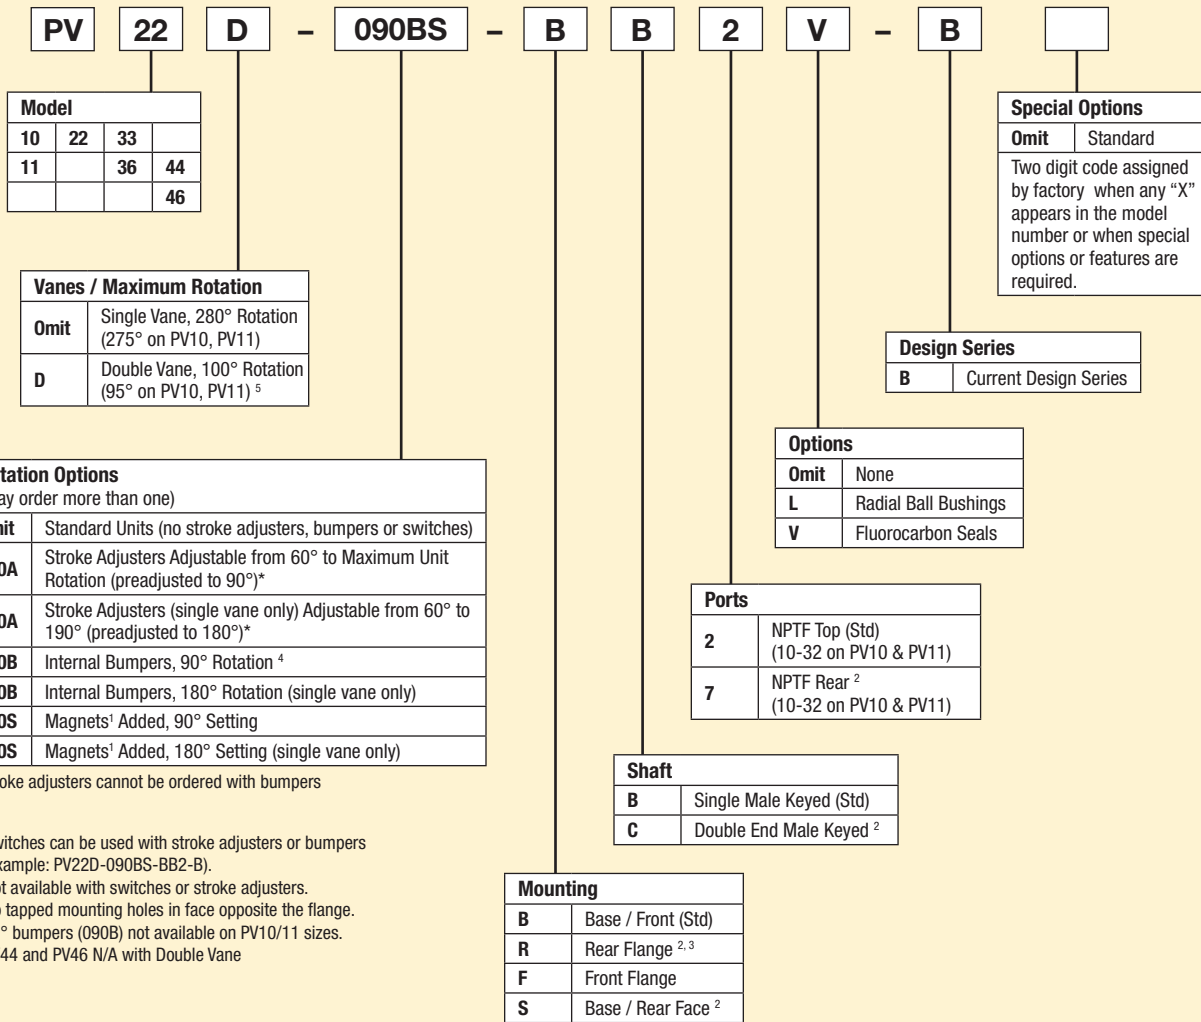 PV 22 D – 090BS – B B 2 V – B
Model
10 22 33
11 36 44
46
Special Options
Omit Standard
Two digit code assigned
by factory when any “X”
appears in the model
number or when special
options or features are
required.
Vanes / Maximum Rotation
Omit Single Vane, 280° Rotation
(275° on PV10, PV11)
D Double Vane, 100° Rotation
(95° on PV10, PV11) 5
Design Series
B Current Design Series
Options
Omit None
L Radial Ball Bushings
V Fluorocarbon Seals
tation Options
ay order more than one)
nit Standard Units (no stroke adjusters, bumpers or switches)
0A Stroke Adjusters Adjustable from 60° to Maximum Unit
Rotation (preadjusted to 90°)*
0A Stroke Adjusters (single vane only) Adjustable from 60° to
190° (preadjusted to 180°)*
0B Internal Bumpers, 90° Rotation 4
0B Internal Bumpers, 180° Rotation (single vane only)
0S Magnets1 Added, 90° Setting
0S Magnets1 Added, 180° Setting (single vane only)
oke adjusters cannot be ordered with bumpers
vitches can be used with stroke adjusters or bumpers
xample: PV22D-090BS-BB2-B).
ot available with switches or stroke adjusters.
o tapped mounting holes in face opposite the flange.
° bumpers (090B) not available on PV10/11 sizes.
44 and PV46 N/A with Double Vane
Ports
2 NPTF Top (Std)
(10-32 on PV10 & PV11)
7 NPTF Rear 2
(10-32 on PV10 & PV11)
Shaft
B Single Male Keyed (Std)
C Double End Male Keyed 2
Mounting
B Base / Front (Std)
R Rear Flange 2, 3
F Front Flange
S Base / Rear Face 2